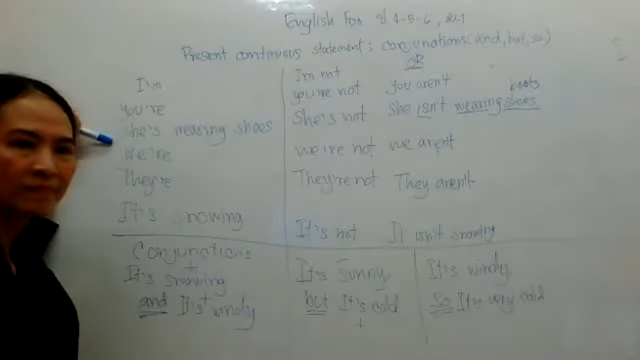 English for ป 4-5-6, ม.1
Present continuous statement : conjunctions (and, but, so)
OR
I'm
I'm not
you're
you're not you aren't
boots
she's wearing shoes
She's not She isn't wearing shoes
we're
we're not we aren't
They're
They're not They aren't
It's snowing
It's not It isn't snowing
Conjunctions
+
It's snowing
and It's windy
It's sunny
but It's cold
+
It's windy
so It's very cold